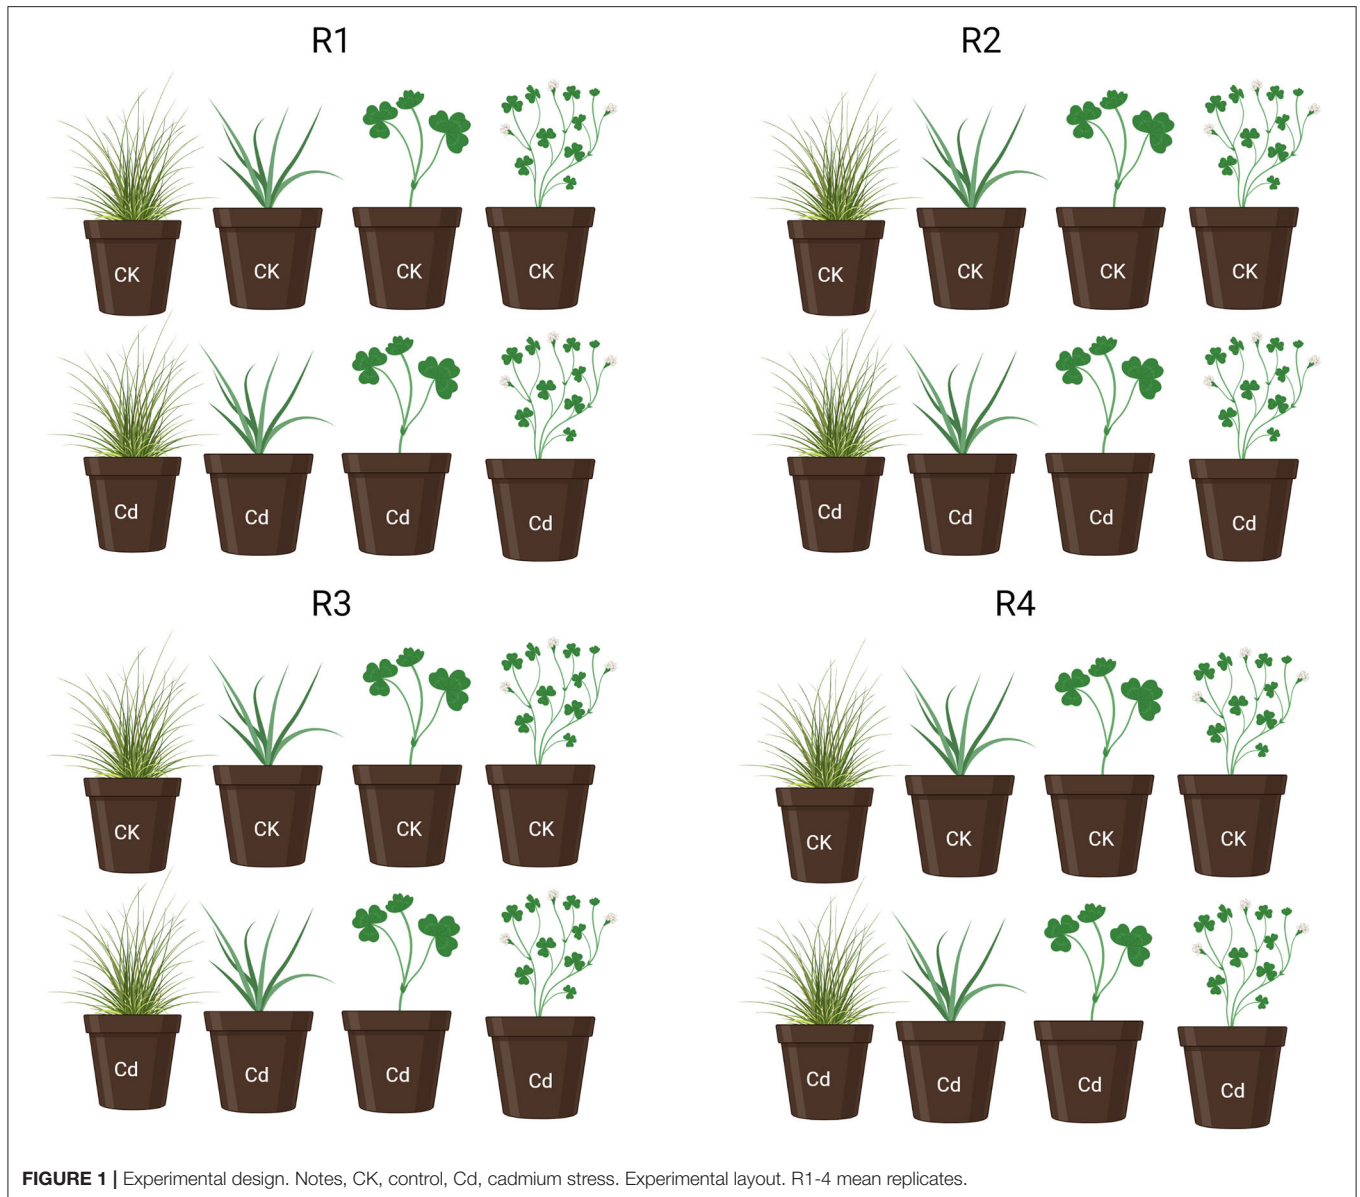 R1 R2
CK CK CK CK CK CK CK CK
Cd Cd Cd Cd Cd Cd Cd Cd
R3 R4
CK CK CK CK CK CK CK CK
Cd Cd Cd Cd Cd Cd Cd Cd
FIGURE 1 | Experimental design. Notes, CK, control, Cd, cadmium stress. Experimental layout. R1-4 mean replicates.